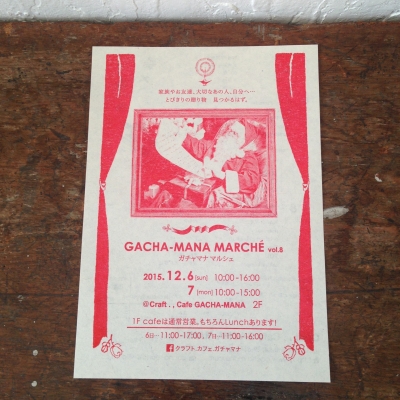 家族やお友達、大切なあの人、自分へ…
とびきりの贈り物 見つかるはず。
GACHA-MANA MARCHÉ vol.8
ガチャマナ マルシェ
2015.12.6 [sun] 10:00-16:00
7 [mon] 10:00-15:00
@Craft . , Cafe GACHA-MANA 2F
1F cafeは通常営業。もちろんLunchあります!
6日…11:00-17:00, 7日…11:00-16:00
クラフト.カフェ.ガチャマナ